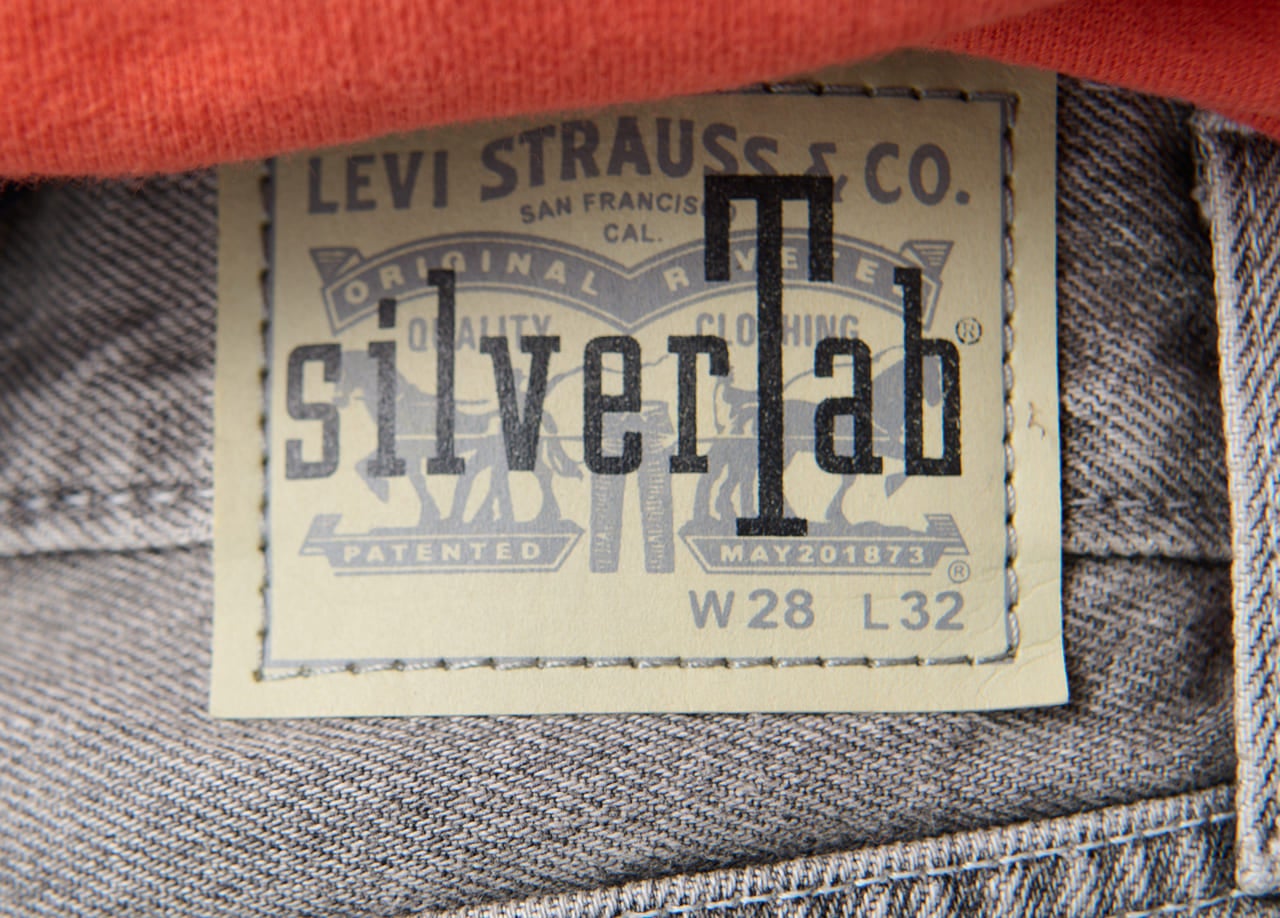 LEVI STRAUSS & CO.
SAN FRANCISCO
CAL.
ORIGINAL RIVETED
QUALITY CLOTHING
silverTab®
PATENTED MAY201873
®
W28 L32